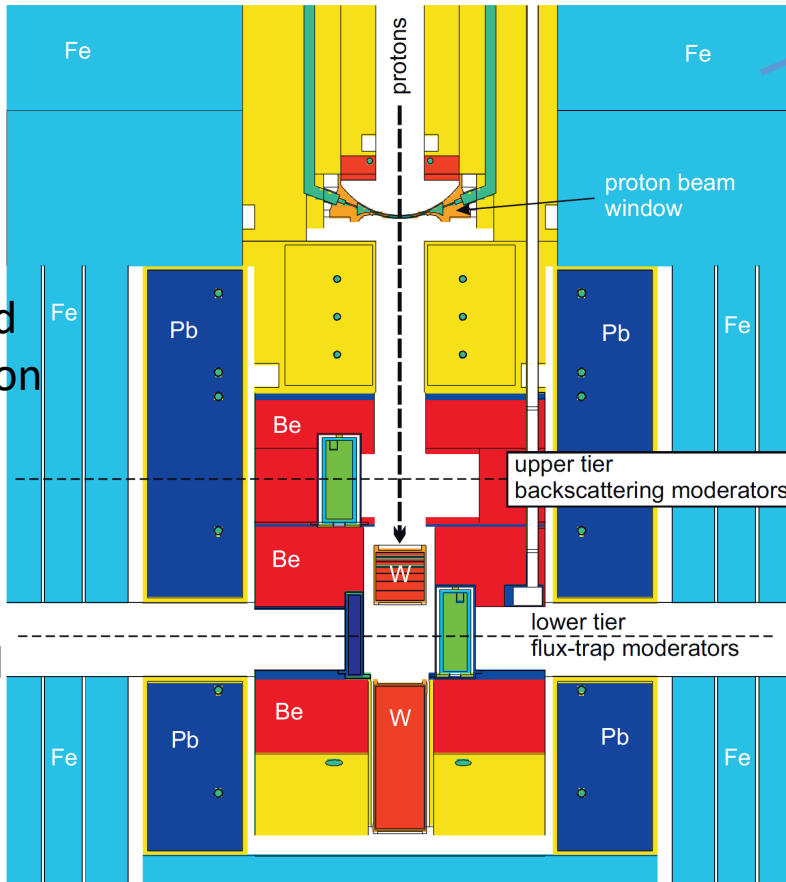 Fe
protons
Fe
proton beam
window
Fe
Pb
Pb
Fe
Be
upper tier
backscattering moderators
Be
W
lower tier
flux-trap moderators
Be
W
Pb
Pb
Fe
Fe